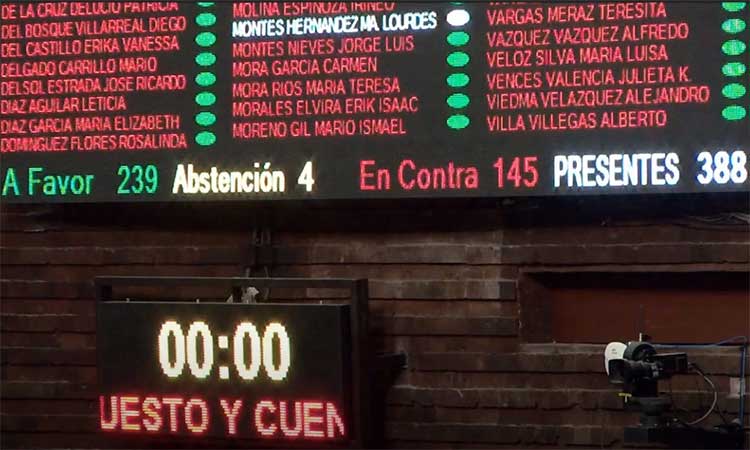 DE LA CRUZ DELUCIO PATRICIA
DEL BOSQUE VILLARREAL DIEGO
DEL CASTILLO ERIKA VANESSA
DELGADO CARRILLO MARIO
DELSOL ESTRADA JOSE RICARDO
DIAZ AGUILAR LETICIA
DIAZ GARCIA MARIA ELIZABETH
DOMINGUEZ FLORES ROSALINDA
MOLINA ESPINOZA IRINEO
MONTES HERNANDEZ MA. LOURDES
MONTES NIEVES JORGE LUIS
MORA GARCIA CARMEN
MORA RIOS MARIA TERESA
MORALES ELVIRA ERIK ISAAC
MORENO GIL MARIO ISMAEL
VARGAS MERAZ TERESITA
VAZQUEZ VAZQUEZ ALFREDO
VELOZ SILVA MARIA LUISA
VENCES VALENCIA JULIETA K.
VIEDMA VELAZQUEZ ALEJANDRO
VILLA VILLEGAS ALBERTO
A Favor 239 Abstención 4 En Contra 145 PRESENTES 388
00:00
UESTO Y CUEN